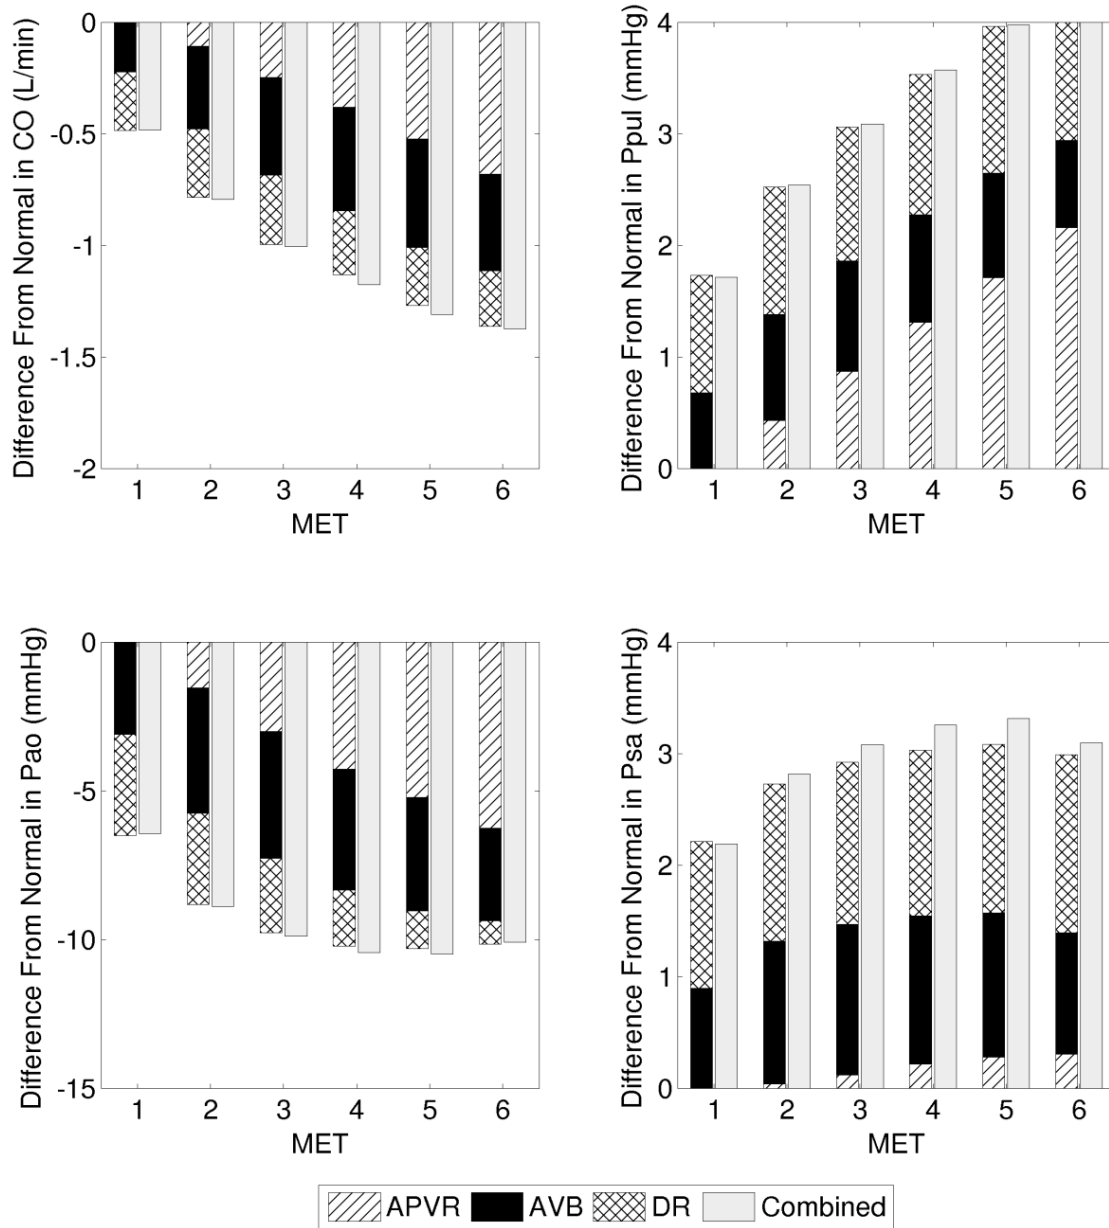 Difference From Normal in CO (L/min)
0
-0.5
-1
-1.5
-2
1 2 3 4 5 6
MET
Difference From Normal in Ppul (mmHg)
4
3
2
1
0
1 2 3 4 5 6
MET
Difference From Normal in Pao (mmHg)
0
-5
-10
-15
1 2 3 4 5 6
MET
Difference From Normal in Psa (mmHg)
4
3
2
1
0
1 2 3 4 5 6
MET
APVR AVB DR Combined